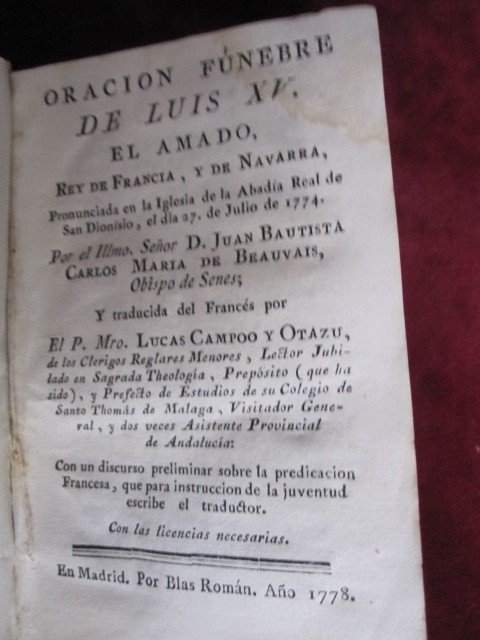 ORACION FÚNEBRE
DE LUIS XV.
EL AMADO,
REY DE FRANCIA, Y DE NAVARRA,
Pronunciada en la Iglesia de la Abadía Real de
San Dionisio, el dia 27. de Julio de 1774.
Por el Illmo. Señor D. JUAN BAUTISTA
CARLOS MARIA DE BEAUVAIS,
Obispo de Senes;
Y traducida del Francés por
El P. Mro. LUCAS CAMPOO Y OTAZU,
de los Clerigos Reglares Menores, Lector Jubi-
lado en Sagrada Theología, Prepósito (que ha
sido), y Prefecto de Estudios de su Colegio de
Santo Thomás de Malaga, Visitador Gene-
ral, y dos veces Asistente Provincial
de Andalucía:
Con un discurso preliminar sobre la predicacion
Francesa, que para instruccion de la juventud
escribe el traductor.
Con las licencias necesarias.
En Madrid. Por Blas Román. Año 1778.